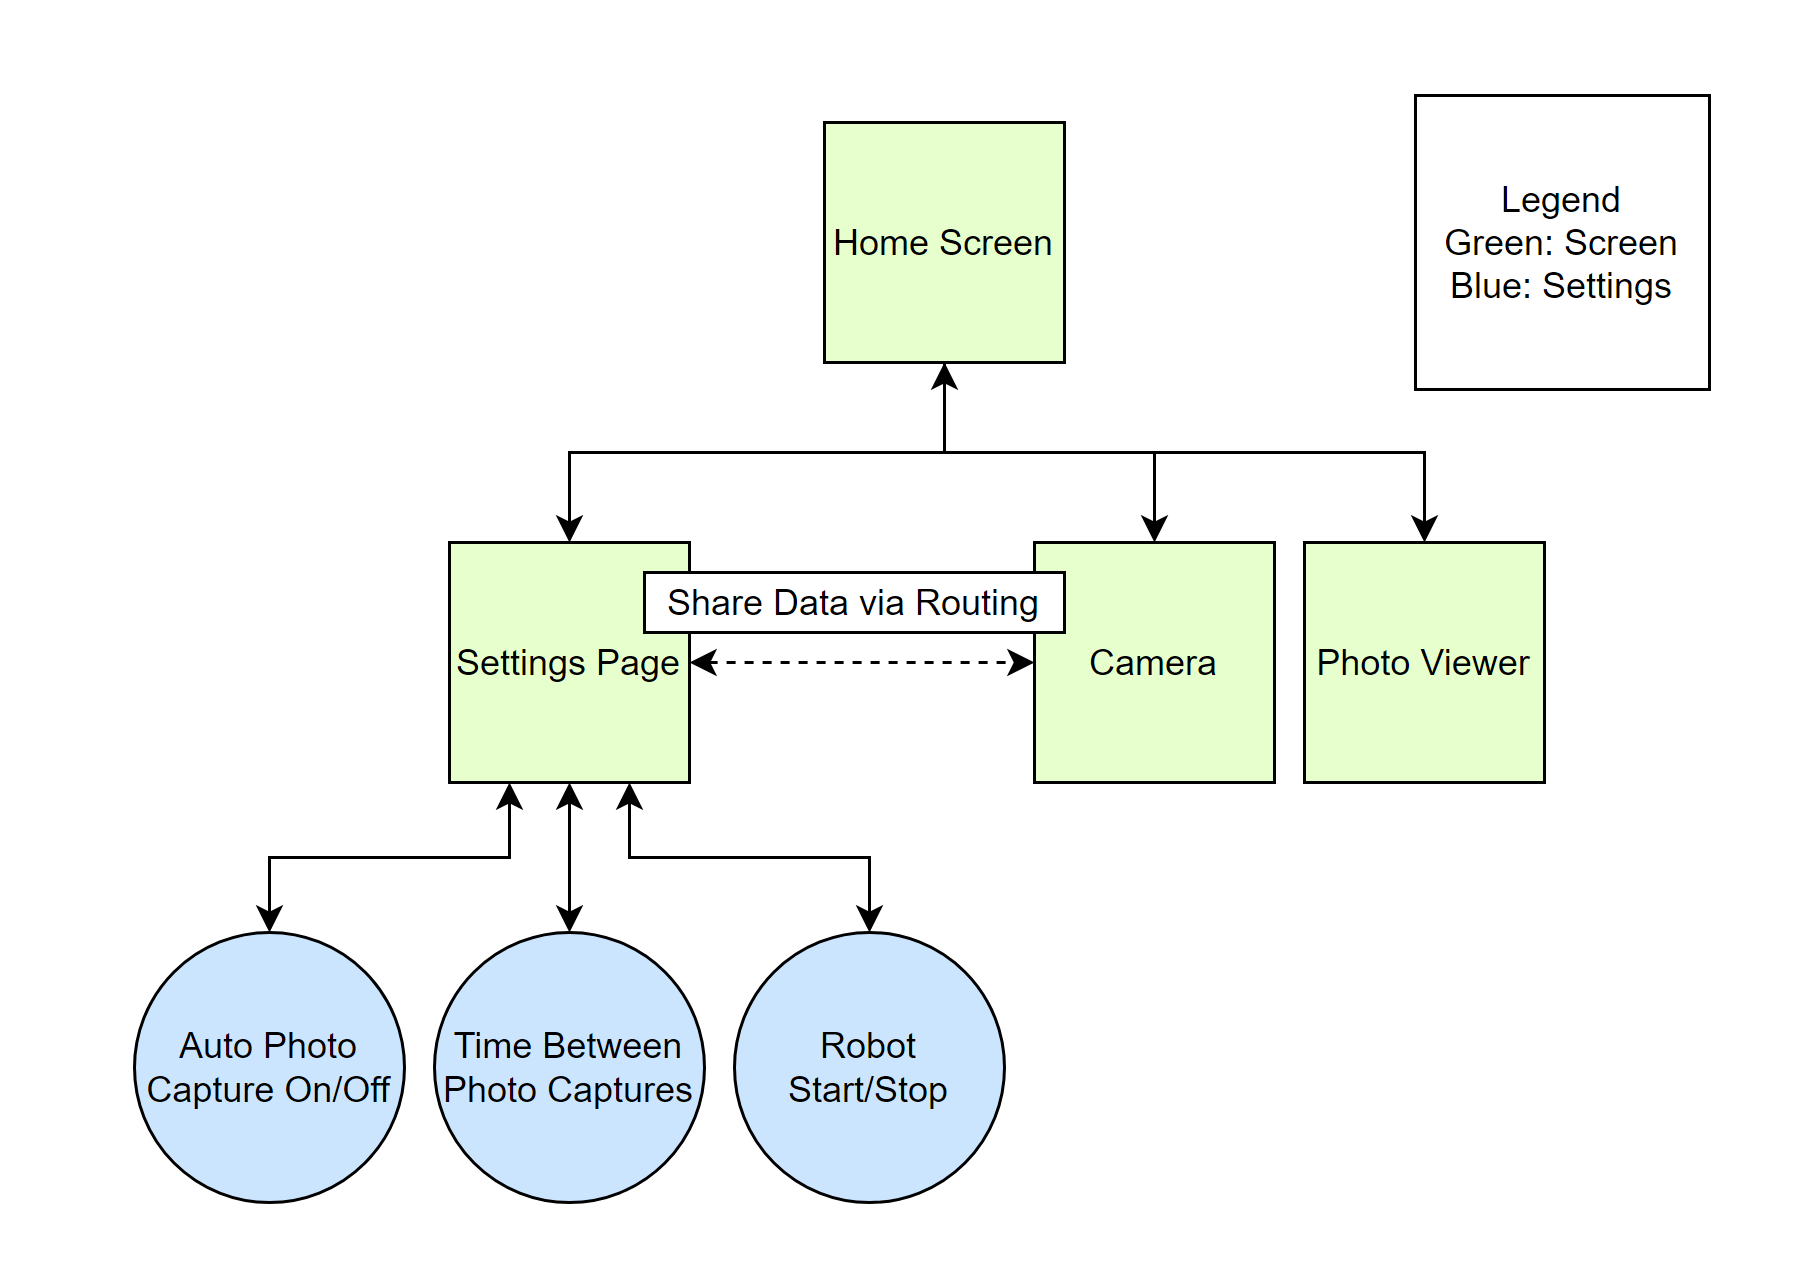 Home Screen
Legend
Green: Screen
Blue: Settings
Share Data via Routing
Settings Page
Camera
Photo Viewer
Auto Photo
Capture On/Off
Time Between
Photo Captures
Robot
Start/Stop